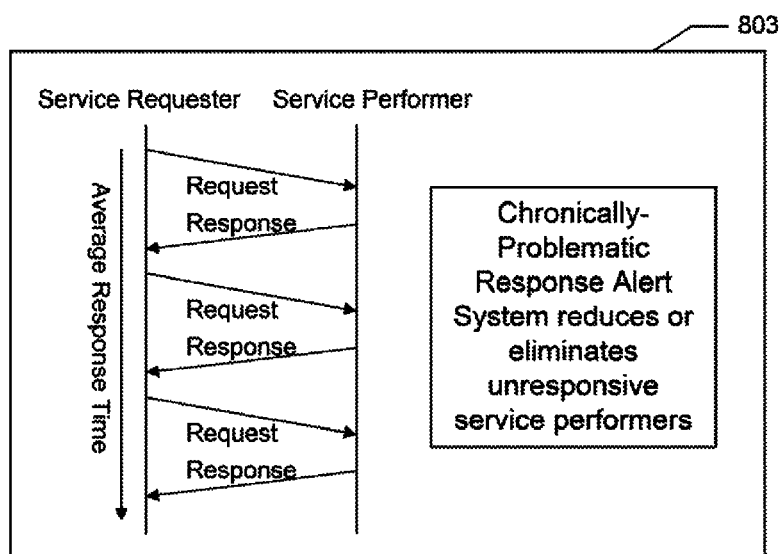 803
Service Requester Service Performer
Average Response Time
Request
Response
Request
Response
Request
Response
Chronically-
Problematic
Response Alert
System reduces or
eliminates
unresponsive
service performers